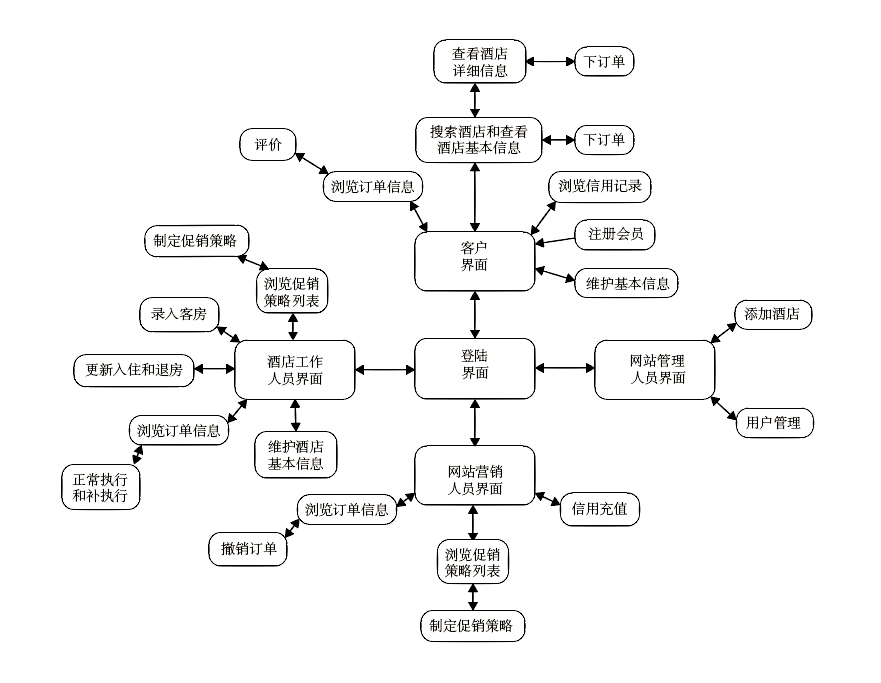 查看酒店
详细信息
下订单
搜索酒店和查看
酒店基本信息
下订单
评价
浏览订单信息
浏览信用记录
制定促销策略
客户
界面
注册会员
浏览促销
策略列表
维护基本信息
录入客房
添加酒店
更新入住和退房
酒店工作
人员界面
登陆
界面
网站管理
人员界面
浏览订单信息
用户管理
维护酒店
基本信息
正常执行
和补执行
网站营销
人员界面
浏览订单信息
信用充值
撤销订单
浏览促销
策略列表
制定促销策略